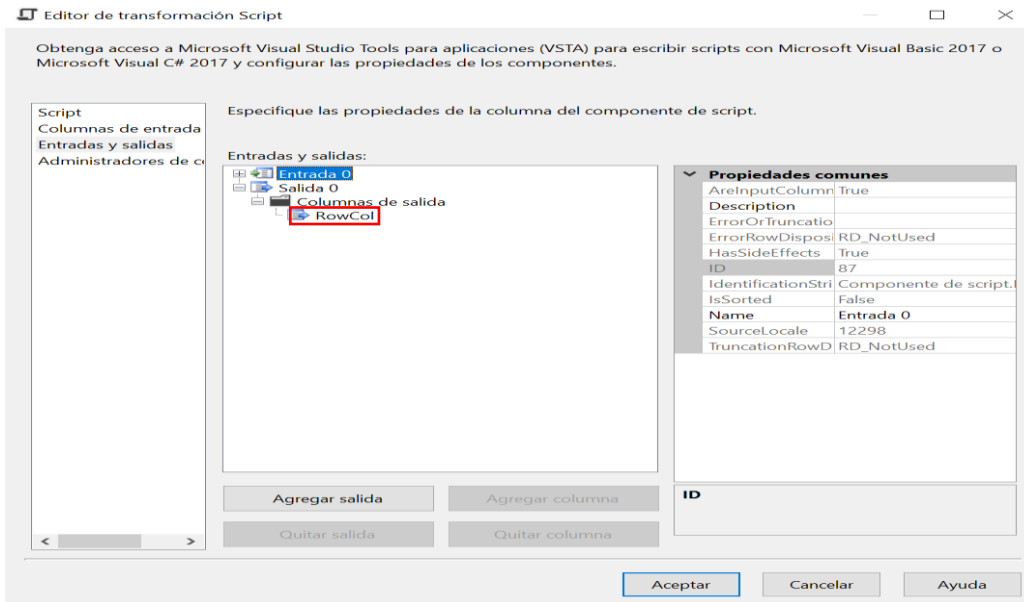 Editor de transformación Script
Obtenga acceso a Microsoft Visual Studio Tools para aplicaciones (VSTA) para escribir scripts con Microsoft Visual Basic 2017 o
Microsoft Visual C# 2017 y configurar las propiedades de los componentes.
Script
Columnas de entrada
Entradas y salidas
Administradores de co
Especifique las propiedades de la columna del componente de script.
Entradas y salidas:
Entrada 0
Salida 0
Columnas de salida
RowCol
Propiedades comunes
AreInputColumn True
Description
ErrorOrTruncatio
ErrorRowDisposi RD_NotUsed
HasSideEffects True
ID 87
IdentificationStri Componente de script.
IsSorted False
Name Entrada 0
SourceLocale 12298
TruncationRowD RD_NotUsed
Agregar salida
Agregar columna
Quitar salida
Quitar columna
ID
Aceptar
Cancelar
Ayuda